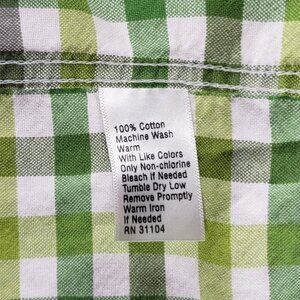 100% Cotton
Machine Wash
Warm
With Like Colors
Only Non-chlorine
Bleach If Needed
Tumble Dry Low
Remove Promptly
Warm Iron
If Needed
RN 31104